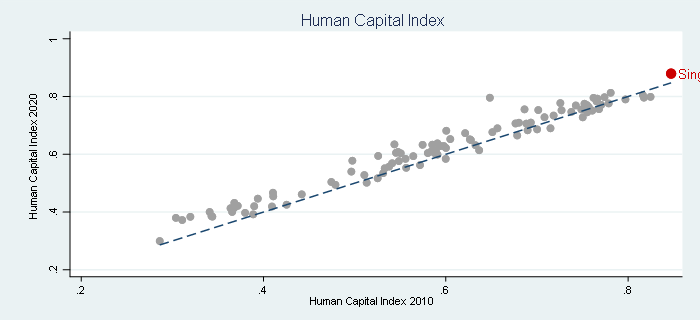 Human Capital Index
Human Capital Index 2020
1
.8
.6
.4
.2
Sing
.2
.4
.6
.8
Human Capital Index 2010